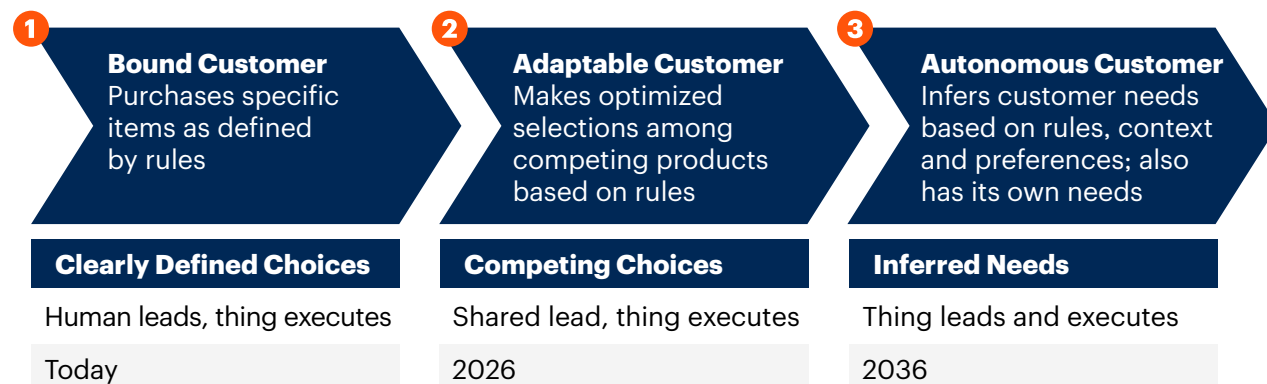 1
Bound Customer
Purchases specific
items as defined
by rules
Clearly Defined Choices
Human leads, thing executes
Today
2
Adaptable Customer
Makes optimized
selections among
competing products
based on rules
Competing Choices
Shared lead, thing executes
2026
3
Autonomous Customer
Infers customer needs
based on rules, context
and preferences; also
has its own needs
Inferred Needs
Thing leads and executes
2036